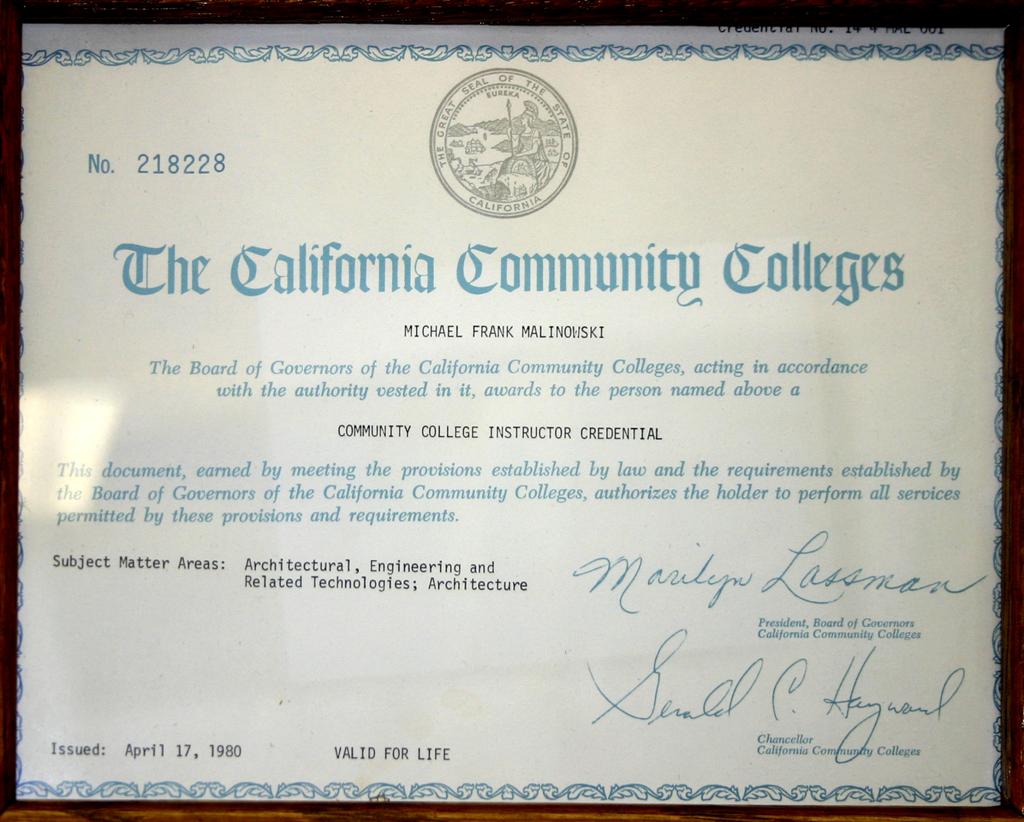 No. 218228
THE GREAT SEAL OF THE STATE OF CALIFORNIA
EUREKA
The California Community Colleges
MICHAEL FRANK MALINOWSKI
The Board of Governors of the California Community Colleges, acting in accordance
with the authority vested in it, awards to the person named above a
COMMUNITY COLLEGE INSTRUCTOR CREDENTIAL
This document, earned by meeting the provisions established by law and the requirements established by
the Board of Governors of the California Community Colleges, authorizes the holder to perform all services
permitted by these provisions and requirements.
Subject Matter Areas: Architectural, Engineering and
Related Technologies; Architecture
Marilyn Lassman
President, Board of Governors
California Community Colleges
Gerald C. Hayward
Chancellor
California Community Colleges
Issued: April 17, 1980 VALID FOR LIFE